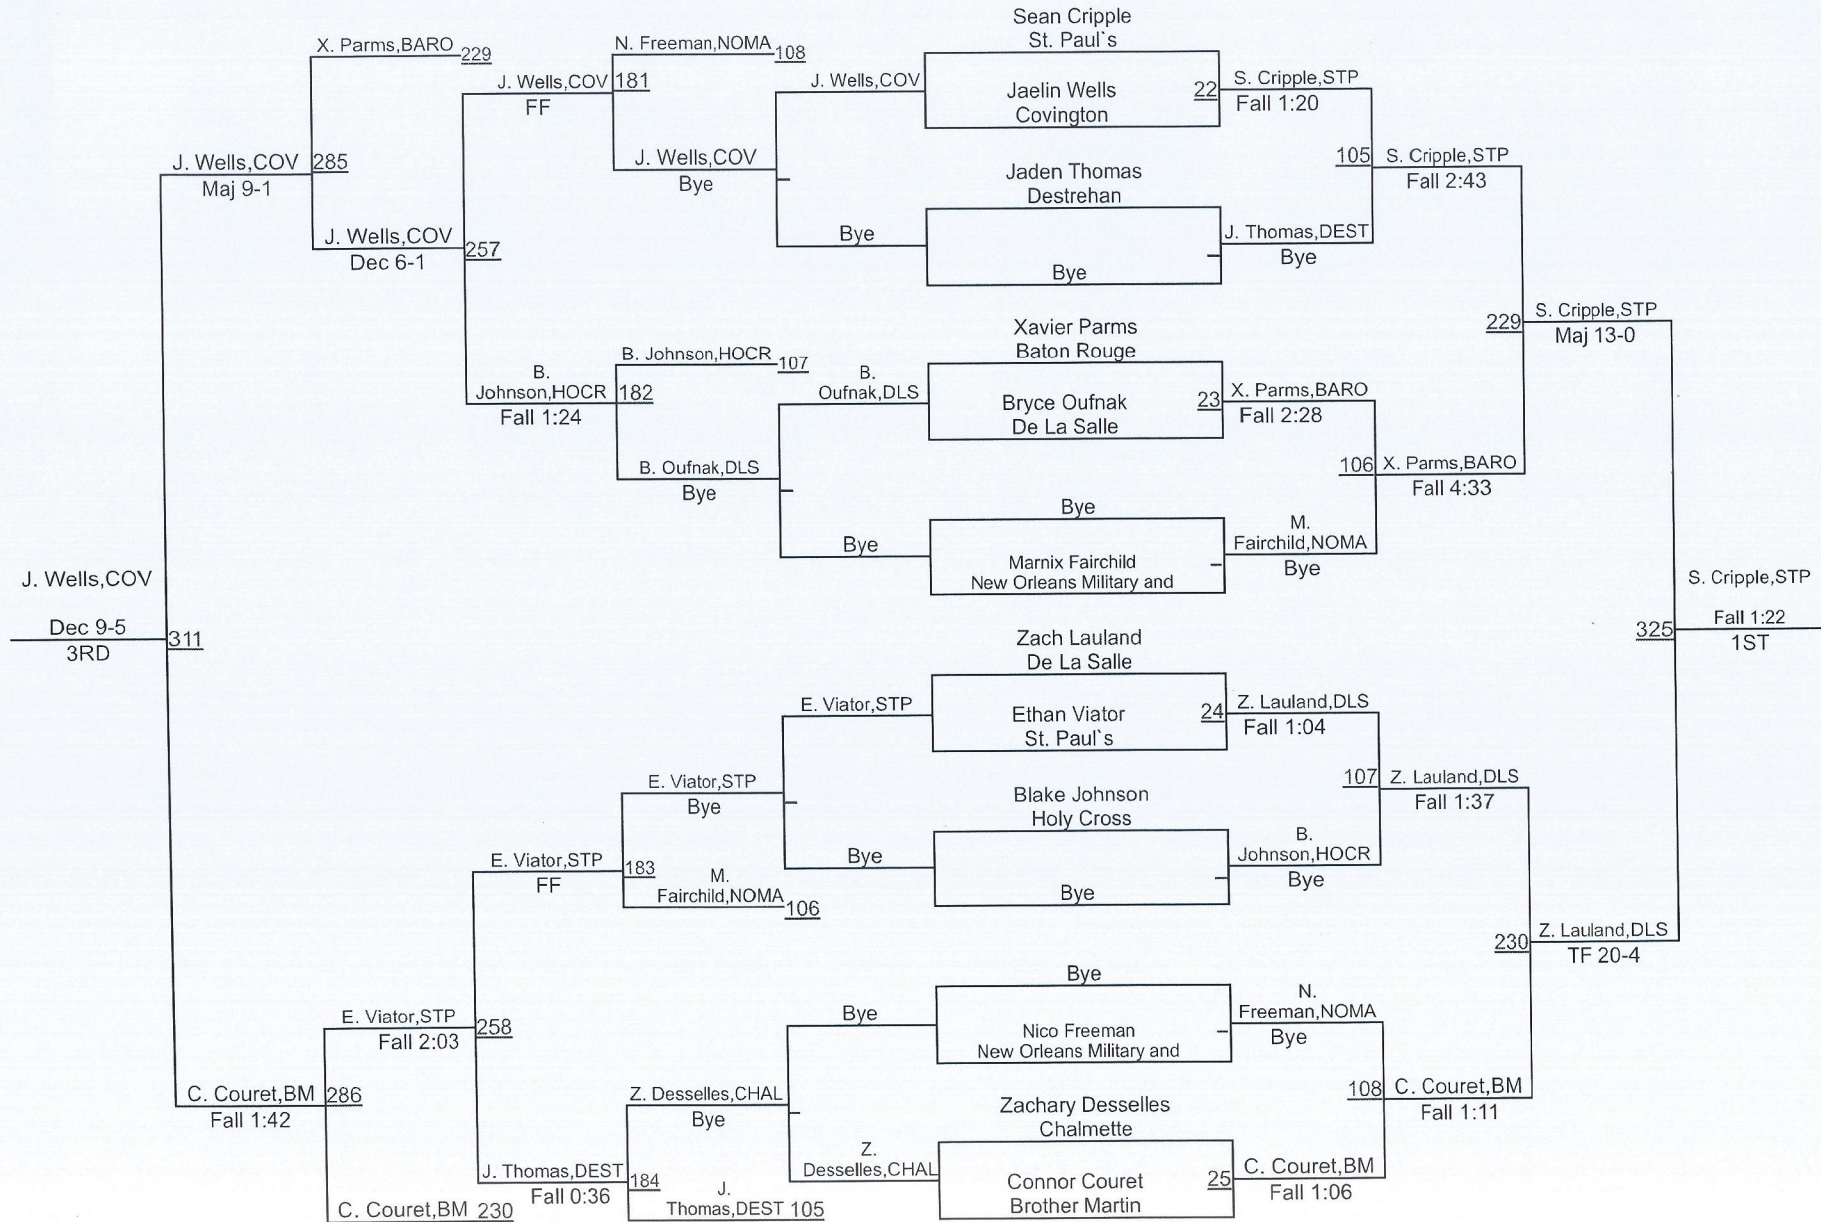 Sean Cripple
St. Paul`s
Jaelin Wells
Covington
22
Jaden Thomas
Destrehan
Bye
Xavier Parms
Baton Rouge
Bryce Oufnak
De La Salle
23
Bye
Marnix Fairchild
New Orleans Military and
Zach Lauland
De La Salle
Ethan Viator
St. Paul`s
24
Blake Johnson
Holy Cross
Bye
Bye
Nico Freeman
New Orleans Military and
Zachary Desselles
Chalmette
Connor Couret
Brother Martin
25
S. Cripple,STP
Fall 1:20
J. Thomas,DEST
Bye
X. Parms,BARO
Fall 2:28
M.
Fairchild,NOMA
Bye
Z. Lauland,DLS
Fall 1:04
B.
Johnson,HOCR
Bye
N.
Freeman,NOMA
Bye
C. Couret,BM
Fall 1:06
105
S. Cripple,STP
Fall 2:43
106
X. Parms,BARO
Fall 4:33
107
Z. Lauland,DLS
Fall 1:37
108
C. Couret,BM
Fall 1:11
229
S. Cripple,STP
Maj 13-0
230
Z. Lauland,DLS
TF 20-4
325
S. Cripple,STP
Fall 1:22
1ST
J. Wells,COV
Bye
B.
Oufnak,DLS
Bye
E. Viator,STP
Bye
Bye
Z.
Desselles,CHAL
N. Freeman,NOMA
108
J. Wells,COV
Bye
B. Johnson,HOCR
107
B. Oufnak,DLS
Bye
E. Viator,STP
Bye
M.
Fairchild,NOMA
106
Z. Desselles,CHAL
Bye
J.
Thomas,DEST 105
J. Wells,COV
FF
181
B.
Johnson,HOCR
Fall 1:24
182
E. Viator,STP
FF
183
J. Thomas,DEST
Fall 0:36
184
X. Parms,BARO
229
J. Wells,COV
Dec 6-1
257
E. Viator,STP
Fall 2:03
258
C. Couret,BM 230
J. Wells,COV
Maj 9-1
285
C. Couret,BM
Fall 1:42
286
J. Wells,COV
Dec 9-5
3RD
311